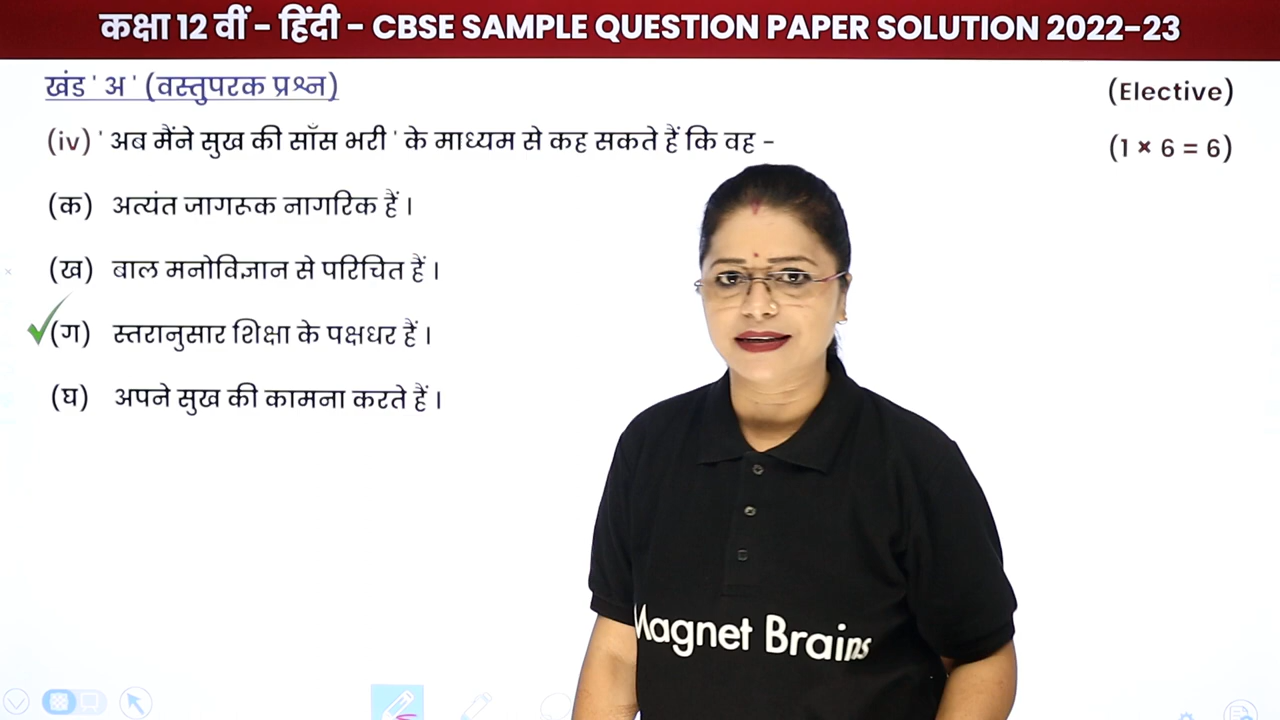 कक्षा 12 वीं - हिंदी - CBSE SAMPLE QUESTION PAPER SOLUTION 2022-23
खंड ' अ ' (वस्तुपरक प्रश्न)
(Elective)
(iv) ' अब मैंने सुख की साँस भरी ' के माध्यम से कह सकते हैं कि वह -
(1 × 6 = 6)
(क) अत्यंत जागरूक नागरिक हैं ।
(ख) बाल मनोविज्ञान से परिचित हैं ।
(ग) स्तरानुसार शिक्षा के पक्षधर हैं ।
(घ) अपने सुख की कामना करते हैं ।
Magnet Brains